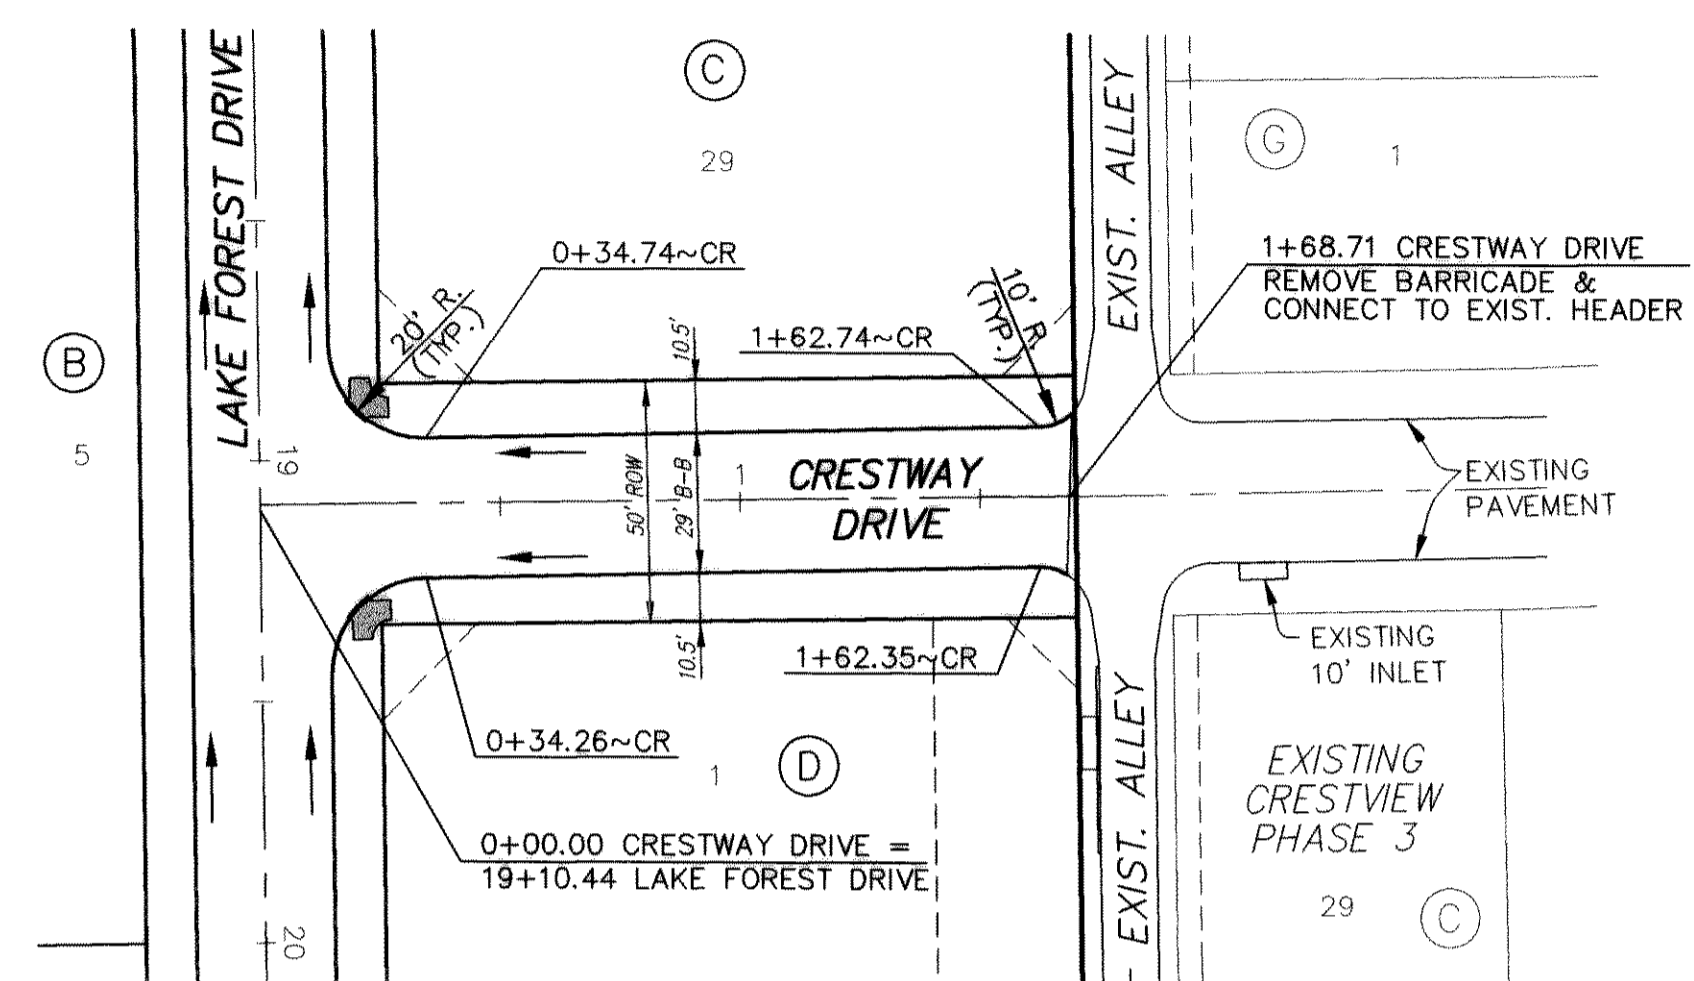 LAKE FOREST DRIVE
C
29
EXIST. ALLEY
G
1
0+34.74~CR
20' R.
(TYP.)
10' R.
(TYP.)
1+68.71 CRESTWAY DRIVE
REMOVE BARRICADE &
CONNECT TO EXIST. HEADER
B
5
10.5'
1+62.74~CR
19
50' ROW
29' B-B
1
CRESTWAY
DRIVE
EXISTING
PAVEMENT
10.5'
1+62.35~CR
EXISTING
10' INLET
0+34.26~CR
1
D
EXIST. ALLEY
EXISTING
CRESTVIEW
PHASE 3
0+00.00 CRESTWAY DRIVE =
19+10.44 LAKE FOREST DRIVE
29
C
20